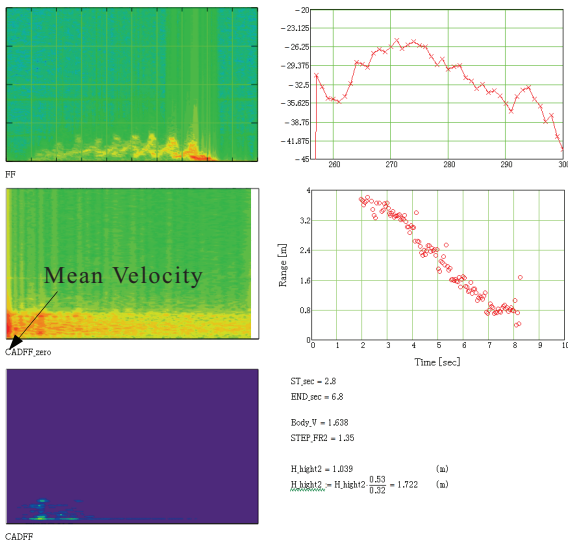 FF
Mean Velocity
CADFF_zero
CADFF
-20
-23.125
-26.25
-29.375
-32.5
-35.625
-38.75
-41.875
-45
260
270
280
290
300
4
3.2
2.4
1.6
0.8
0
Range [m]
0 1 2 3 4 5 6 7 8 9 10
Time [sec]
ST_sec = 2.8
END_sec = 6.8
Body_V = 1.638
STEP_FR2 = 1.35
H_hight2 = 1.039 (m)
H_hight2 := H_hight2·0.53/0.32 = 1.722 (m)